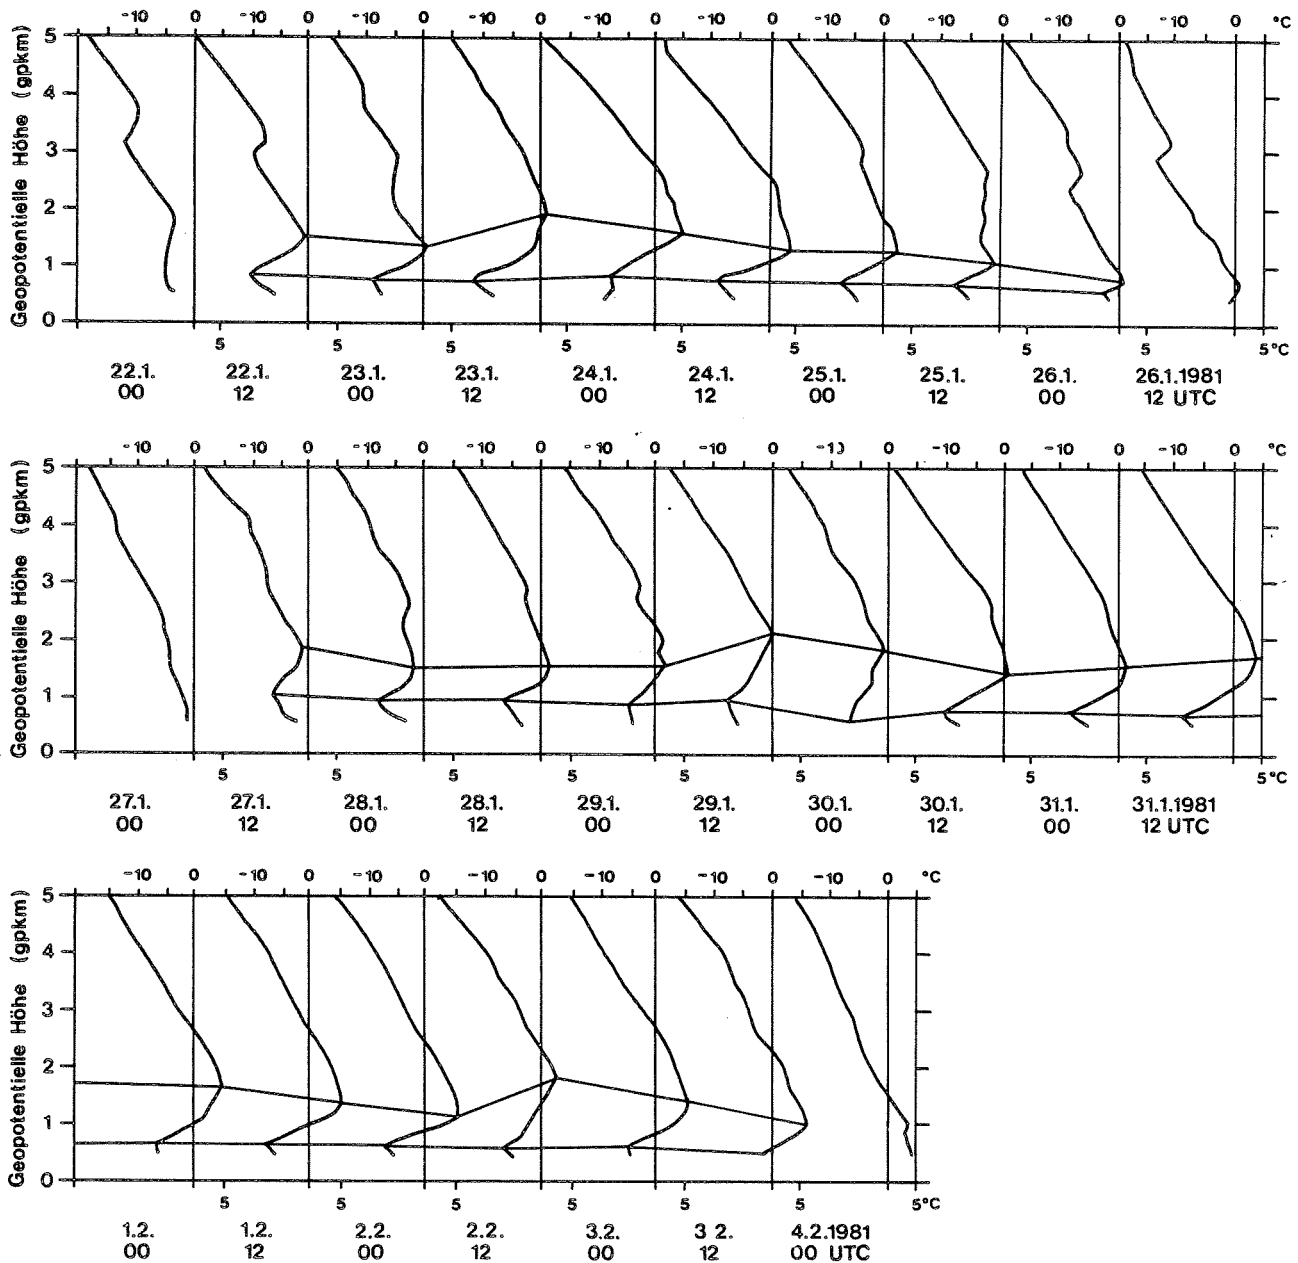 -10 0 -10 0 -10 0 -10 0 -10 0 -10 0 -10 0 -10 0 -10 0 -10 0 °C
Geopotentielle Höhe (gpkm)
5
4
3
2
1
0
5 5 5 5 5 5 5 5 5 5°C
22.1. 22.1. 23.1. 23.1. 24.1. 24.1. 25.1. 25.1. 26.1. 26.1.1981
00 12 00 12 00 12 00 12 00 12 UTC
-10 0 -10 0 -10 0 -10 0 -10 0 -10 0 -13 0 -10 0 -10 0 -10 0 °C
Geopotentielle Höhe (gpkm)
5
4
3
2
1
0
5 5 5 5 5 5 5 5 5 5°C
27.1. 27.1. 28.1. 28.1. 29.1. 29.1. 30.1. 30.1. 31.1. 31.1.1981
00 12 00 12 00 12 00 12 00 12 UTC
-10 0 -10 0 -10 0 -10 0 -10 0 -10 0 -10 0 °C
Geopotentielle Höhe (gpkm)
5
4
3
2
1
0
5 5 5 5 5 5 5°C
1.2. 1.2. 2.2. 2.2. 3.2. 3 2. 4.2.1981
00 12 00 12 00 12 00 UTC